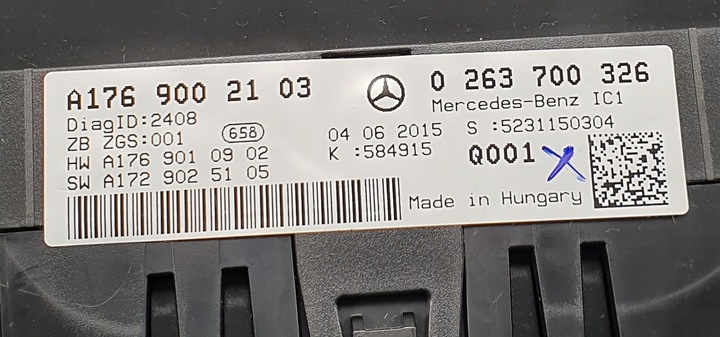 A176 900 21 03
0 263 700 326
DiagID:2408
Mercedes-Benz IC1
ZB ZGS:001
658
04 06 2015
S :5231150304
HW A176 901 09 02
K :584915
Q001
SW A172 902 51 05
Made in Hungary